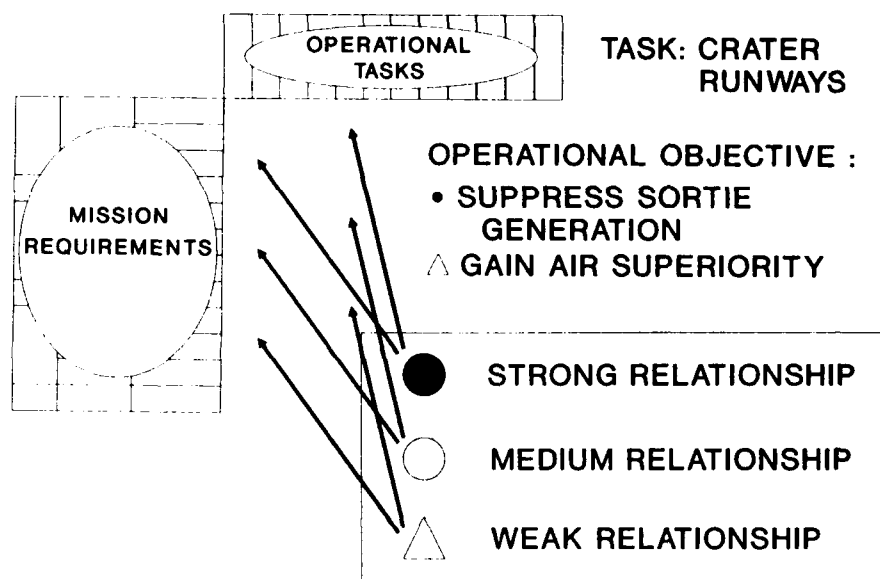 OPERATIONAL
TASKS
TASK: CRATER
RUNWAYS
MISSION
REQUIREMENTS
OPERATIONAL OBJECTIVE :
• SUPPRESS SORTIE
GENERATION
△ GAIN AIR SUPERIORITY
STRONG RELATIONSHIP
MEDIUM RELATIONSHIP
WEAK RELATIONSHIP